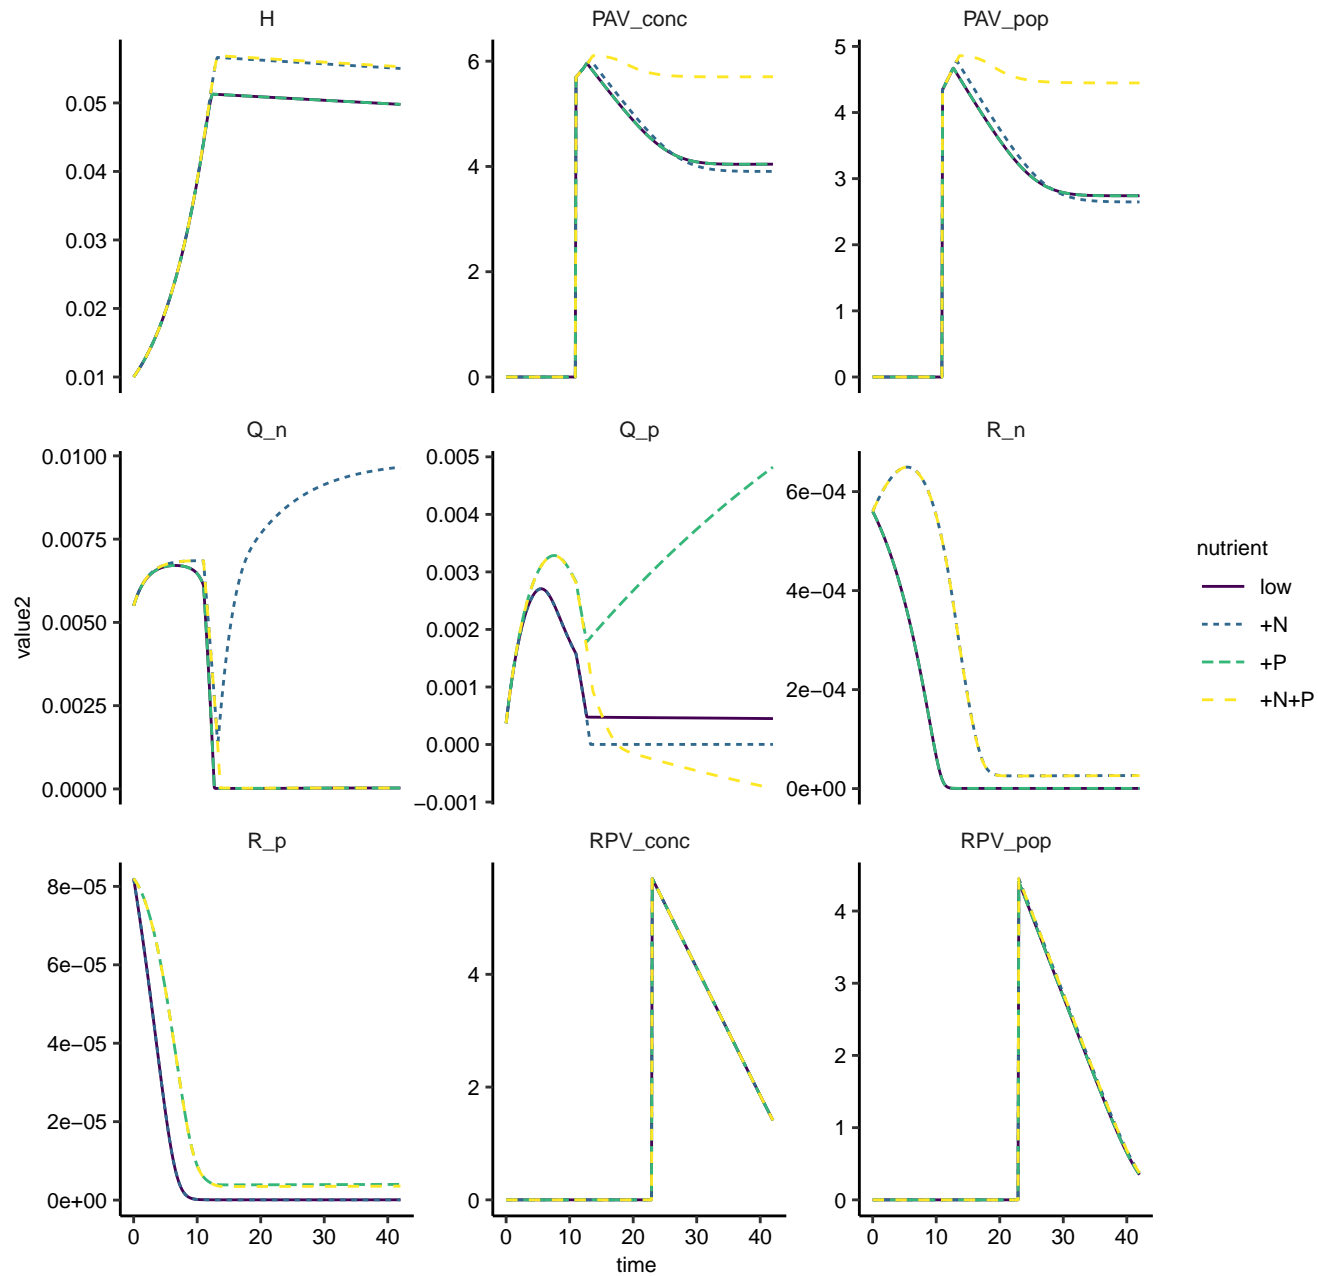 H
PAV_conc
PAV_pop
0.05
0.04
0.03
0.02
0.01
6
4
2
0
5
4
3
2
1
0
Q_n
Q_p
R_n
0.0100
0.0075
0.0050
0.0025
0.0000
0.005
0.004
0.003
0.002
0.001
0.000
−0.001
6e−04
4e−04
2e−04
0e+00
value2
nutrient
low
+N
+P
+N+P
R_p
RPV_conc
RPV_pop
8e−05
6e−05
4e−05
2e−05
0e+00
4
2
0
4
3
2
1
0
0 10 20 30 40
0 10 20 30 40
0 10 20 30 40
time